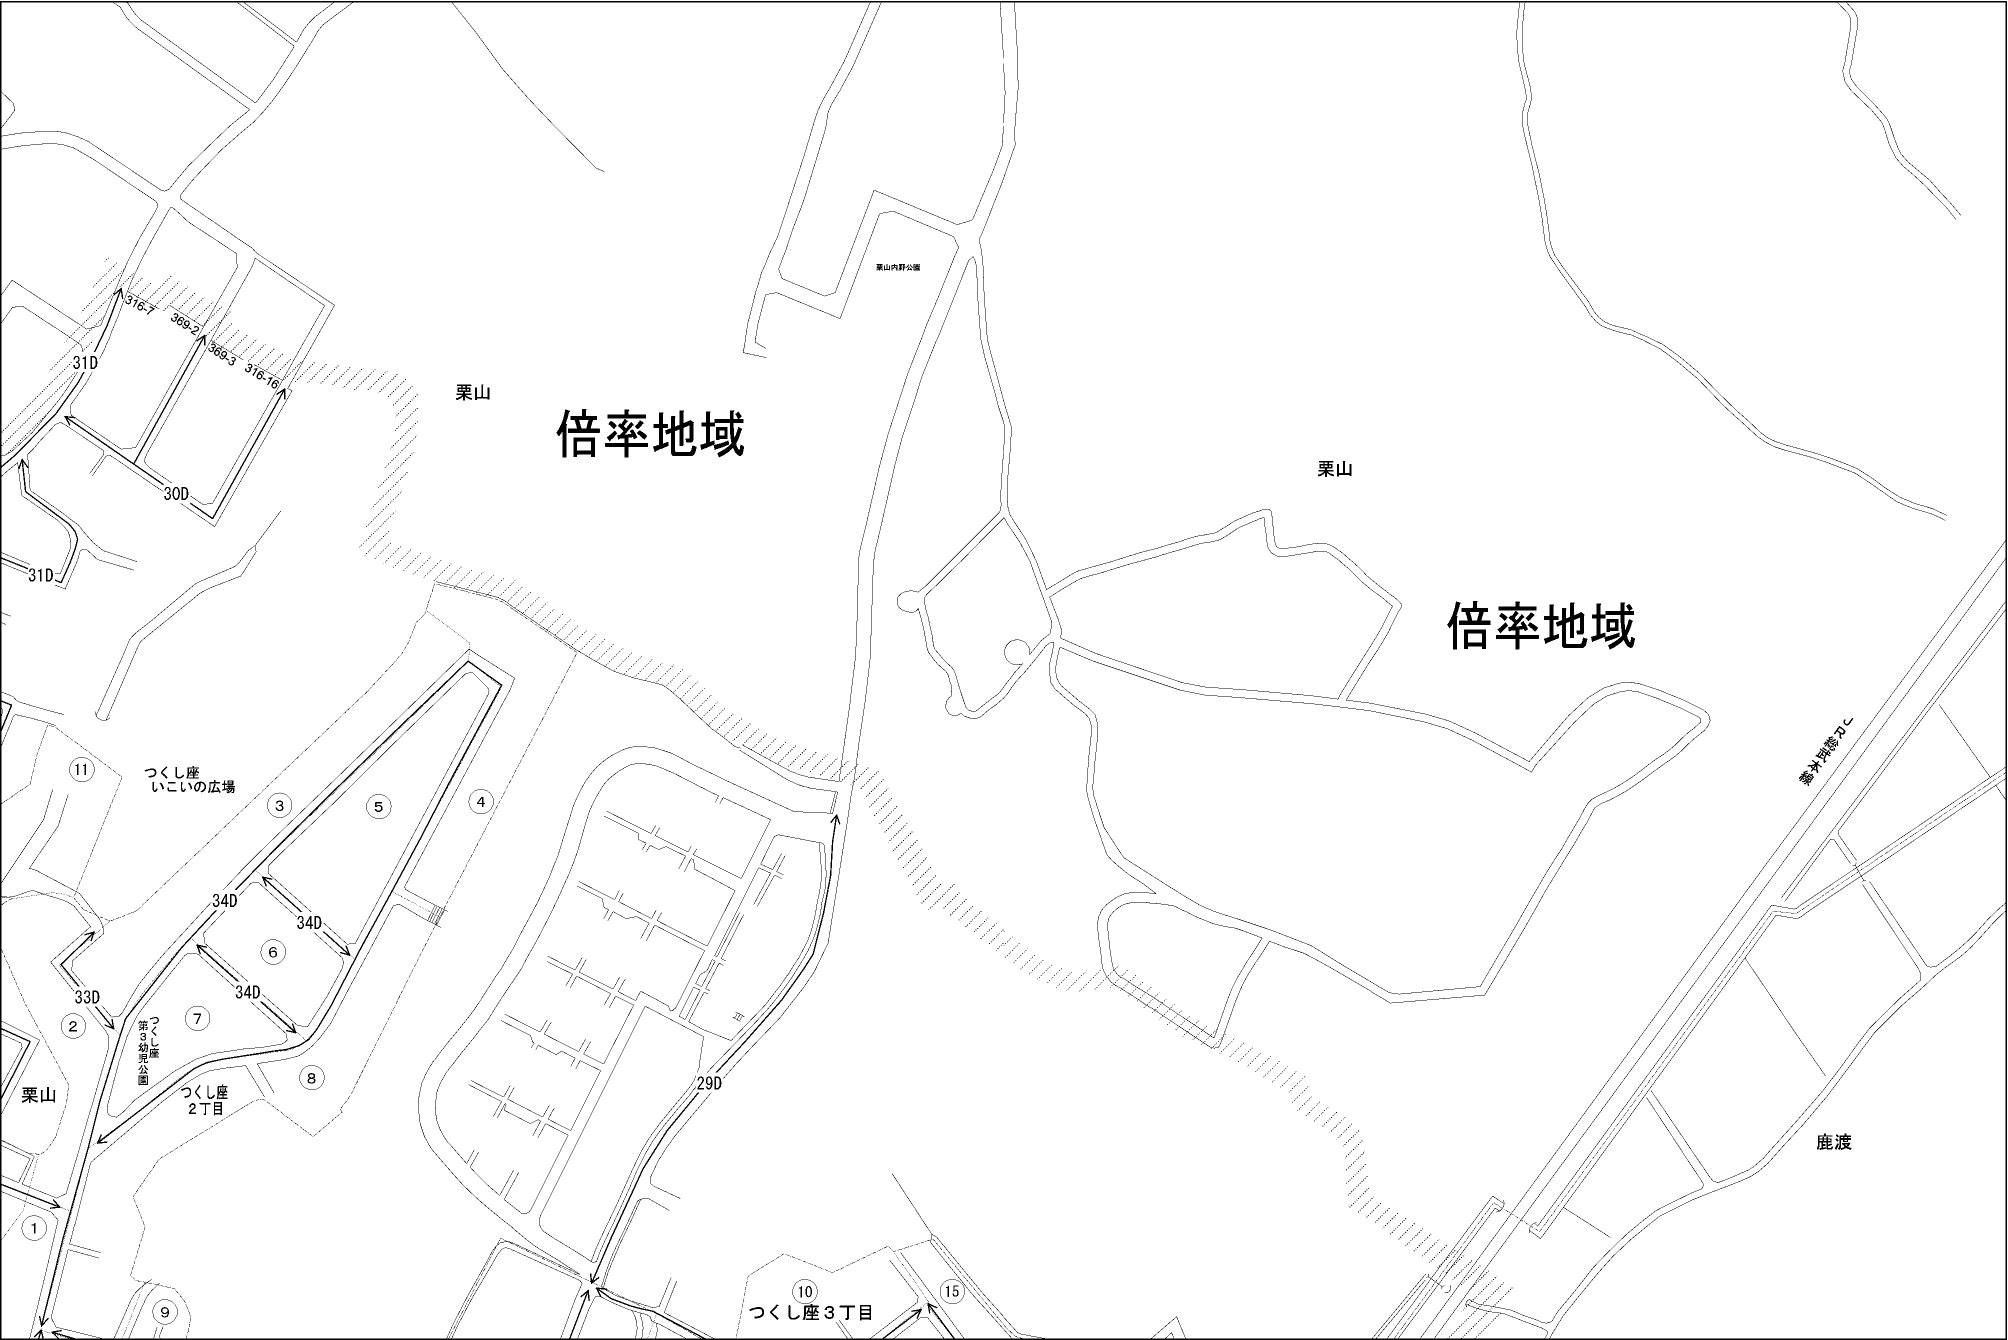 栗山内野公園
316-7
369-2
369-3
316-16
31D
栗山
倍率地域
栗山
30D
31D
倍率地域
JR総武本線
11
つくし座
いこいの広場
3
5
4
34D
34D
6
34D
33D
2
7
つくし座
第3幼児公園
8
29D
栗山
つくし座
2丁目
鹿渡
1
9
10
15
つくし座3丁目